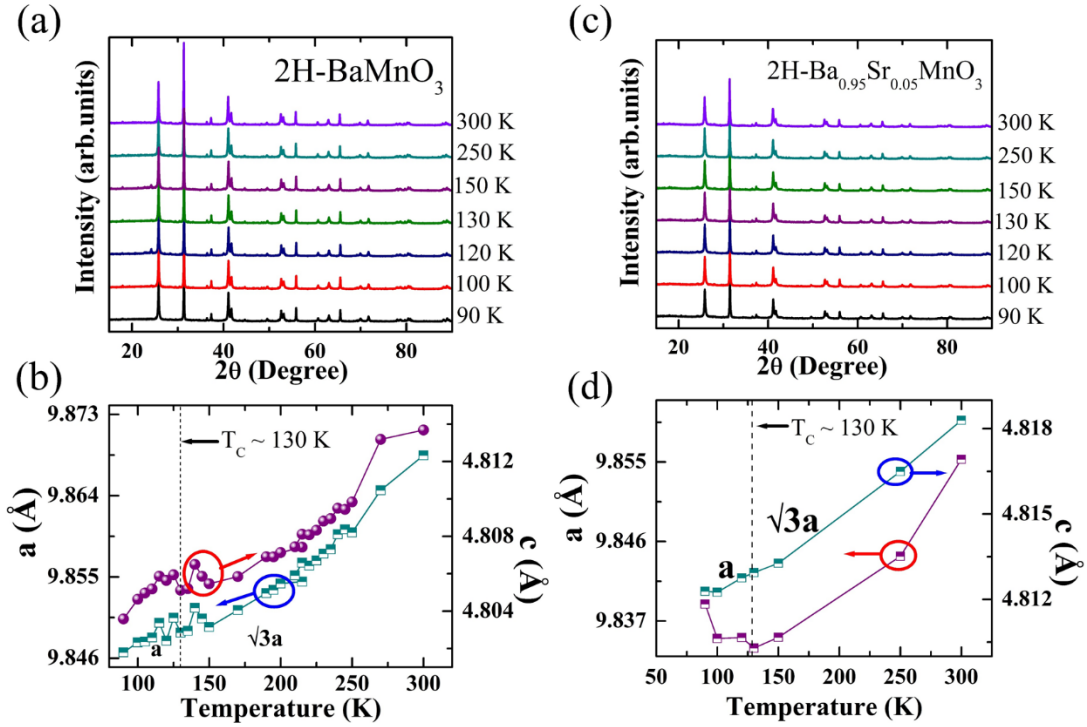 (a)
2H-BaMnO₃
Intensity (arb.units)
300 K
250 K
150 K
130 K
120 K
100 K
90 K
20 40 60 80
2θ (Degree)
(c)
2H-Ba₀.₉₅Sr₀.₀₅MnO₃
Intensity (arb.units)
300 K
250 K
150 K
130 K
120 K
100 K
90 K
20 40 60 80
2θ (Degree)
(b)
a (Å)
9.873
9.864
9.855
9.846
T_C ~ 130 K
a
√3a
4.812
4.808
4.804
c (Å)
100 150 200 250 300
Temperature (K)
(d)
a (Å)
9.855
9.846
9.837
T_C ~ 130 K
√3a
a
4.818
4.815
4.812
c (Å)
50 100 150 200 250 300
Temperature (K)